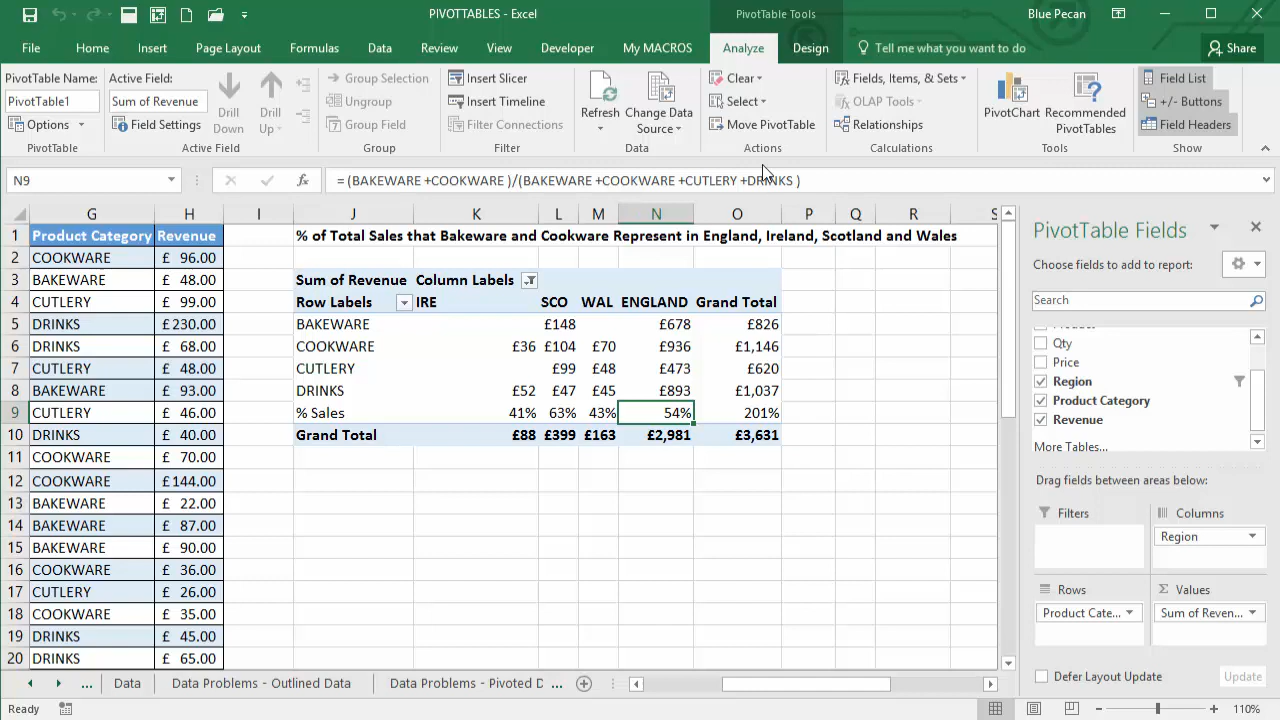 PIVOTTABLES - Excel
PivotTable Tools
Blue Pecan
File Home Insert Page Layout Formulas Data Review View Developer My MACROS Analyze Design Tell me what you want to do Share
PivotTable Name: Active Field:
PivotTable1 Sum of Revenue
Options Field Settings
Drill Down
Drill Up
Group Selection
Ungroup
Group Field
Insert Slicer
Insert Timeline
Filter Connections
Refresh
Change Data Source
Clear
Select
Move PivotTable
Fields, Items, & Sets
OLAP Tools
Relationships
PivotChart
Recommended PivotTables
Field List
+/- Buttons
Field Headers
PivotTable Active Field Group Filter Data Actions Calculations Tools Show
N9 fx = (BAKEWARE +COOKWARE )/(BAKEWARE +COOKWARE +CUTLERY +DRINKS )
G H I J K L M N O P Q R S
1 Product Category Revenue % of Total Sales that Bakeware and Cookware Represent in England, Ireland, Scotland and Wales
2 COOKWARE £ 96.00
3 BAKEWARE £ 48.00 Sum of Revenue Column Labels
4 CUTLERY £ 99.00 Row Labels IRE SCO WAL ENGLAND Grand Total
5 DRINKS £ 230.00 BAKEWARE £148 £678 £826
6 DRINKS £ 68.00 COOKWARE £36 £104 £70 £936 £1,146
7 CUTLERY £ 48.00 CUTLERY £99 £48 £473 £620
8 BAKEWARE £ 93.00 DRINKS £52 £47 £45 £893 £1,037
9 CUTLERY £ 46.00 % Sales 41% 63% 43% 54% 201%
10 DRINKS £ 40.00 Grand Total £88 £399 £163 £2,981 £3,631
11 COOKWARE £ 70.00
12 COOKWARE £ 144.00
13 BAKEWARE £ 22.00
14 BAKEWARE £ 87.00
15 BAKEWARE £ 90.00
16 COOKWARE £ 36.00
17 CUTLERY £ 26.00
18 COOKWARE £ 35.00
19 DRINKS £ 45.00
20 DRINKS £ 65.00
PivotTable Fields
Choose fields to add to report:
Search
Qty
Price
Region
Product Category
Revenue
More Tables...
Drag fields between areas below:
Filters Columns
Region
Rows Σ Values
Product Cate... Sum of Reven...
Defer Layout Update Update
... Data Data Problems - Outlined Data Data Problems - Pivoted D ...
Ready 110%